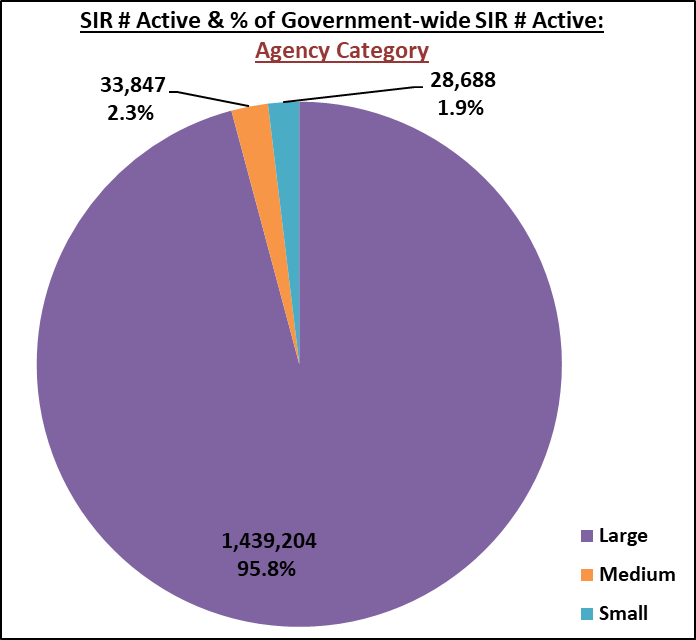 SIR # Active & % of Government-wide SIR # Active:
Agency Category
33,847
2.3%
28,688
1.9%
1,439,204
95.8%
Large
Medium
Small